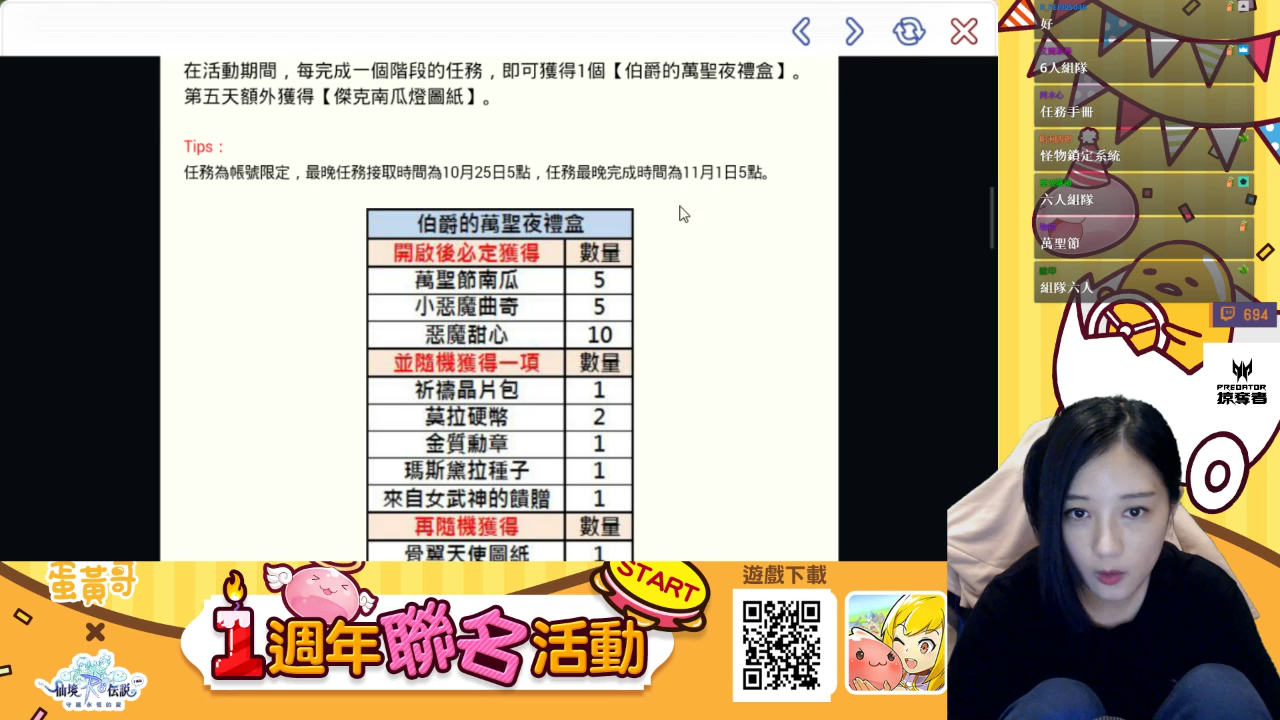 在活動期間，每完成一個階段的任務，即可獲得1個【伯爵的萬聖夜禮盒】。
第五天額外獲得【傑克南瓜燈圖紙】。
Tips：
任務為帳號限定，最晚任務接取時間為10月25日5點，任務最晚完成時間為11月1日5點。
伯爵的萬聖夜禮盒
開啟後必定獲得 數量
萬聖節南瓜 5
小惡魔曲奇 5
惡魔甜心 10
並隨機獲得一項 數量
祈禱晶片包 1
莫拉硬幣 2
金質勳章 1
瑪斯黛拉種子 1
來自女武神的饋贈 1
再隨機獲得 數量
骨翼天使圖紙 1
好
6人組隊
任務手冊
怪物鎖定系統
六人組隊
萬聖節
組隊六人
694
PREDATOR
掠奪者
蛋黃哥
×
仙境傳說
守護永恆的愛
1週年聯名活動
START
遊戲下載